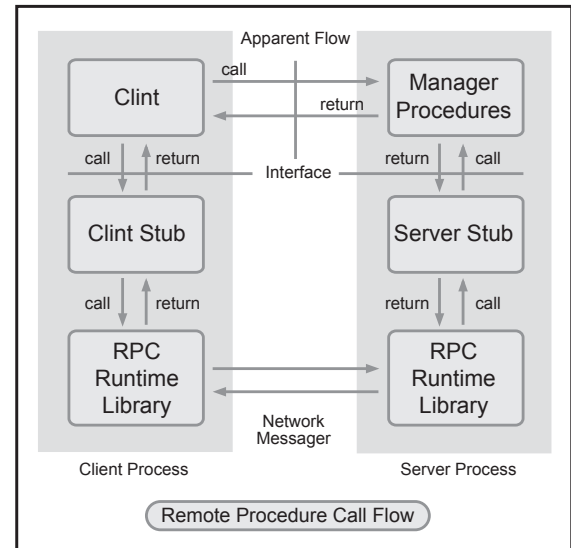 Apparent Flow
Clint
call
return
Manager
Procedures
call
return
Interface
return
call
Clint Stub
Server Stub
call
return
return
call
RPC
Runtime
Library
RPC
Runtime
Library
Network
Messager
Client Process
Server Process
Remote Procedure Call Flow